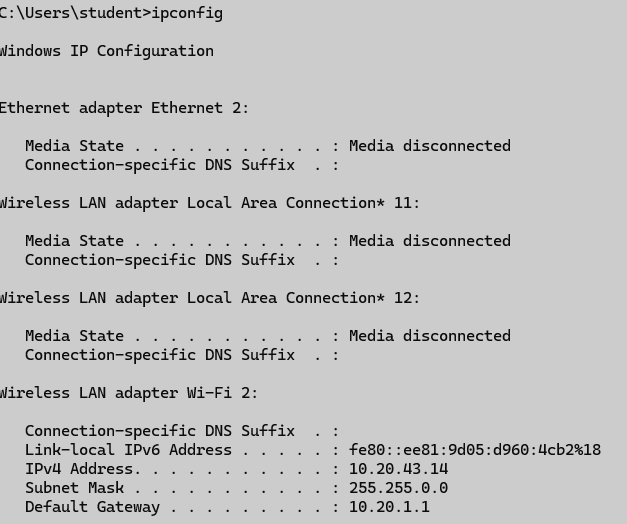 C:\Users\student>ipconfig
Windows IP Configuration
Ethernet adapter Ethernet 2:
Media State . . . . . . . . . . . : Media disconnected
Connection-specific DNS Suffix  . :
Wireless LAN adapter Local Area Connection* 11:
Media State . . . . . . . . . . . : Media disconnected
Connection-specific DNS Suffix  . :
Wireless LAN adapter Local Area Connection* 12:
Media State . . . . . . . . . . . : Media disconnected
Connection-specific DNS Suffix  . :
Wireless LAN adapter Wi-Fi 2:
Connection-specific DNS Suffix  . :
Link-local IPv6 Address . . . . . : fe80::ee81:9d05:d960:4cb2%18
IPv4 Address. . . . . . . . . . . : 10.20.43.14
Subnet Mask . . . . . . . . . . . : 255.255.0.0
Default Gateway . . . . . . . . . : 10.20.1.1